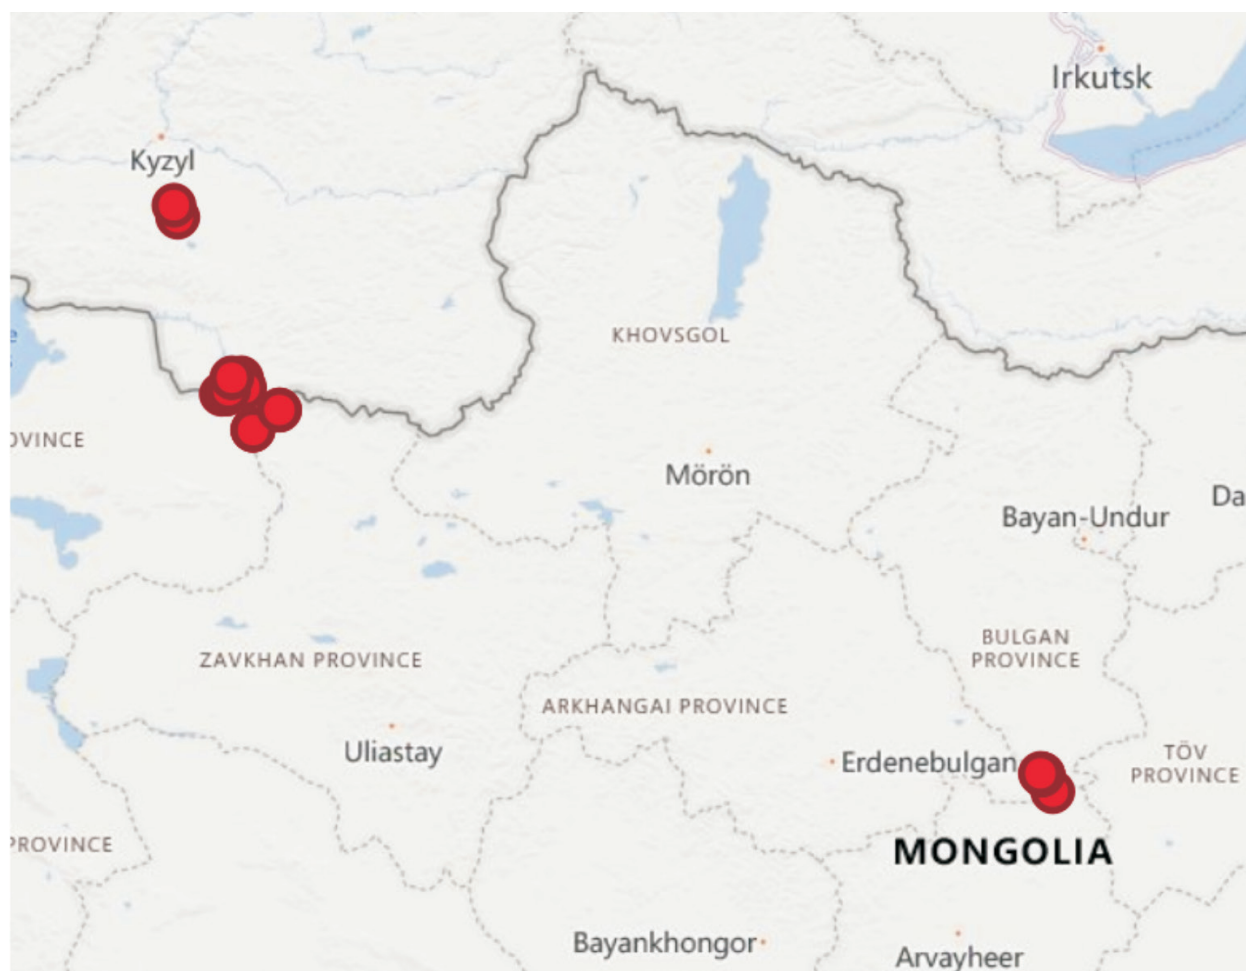 Irkutsk
Kyzyl
KHOVSGOL
e
OVINCE
Mörön
Da
Bayan-Undur
BULGAN
PROVINCE
ZAVKHAN PROVINCE
ARKHANGAI PROVINCE
Uliastay
Erdenebulgan
TÖV
PROVINCE
PROVINCE
MONGOLIA
Bayankhongor
Arvayheer